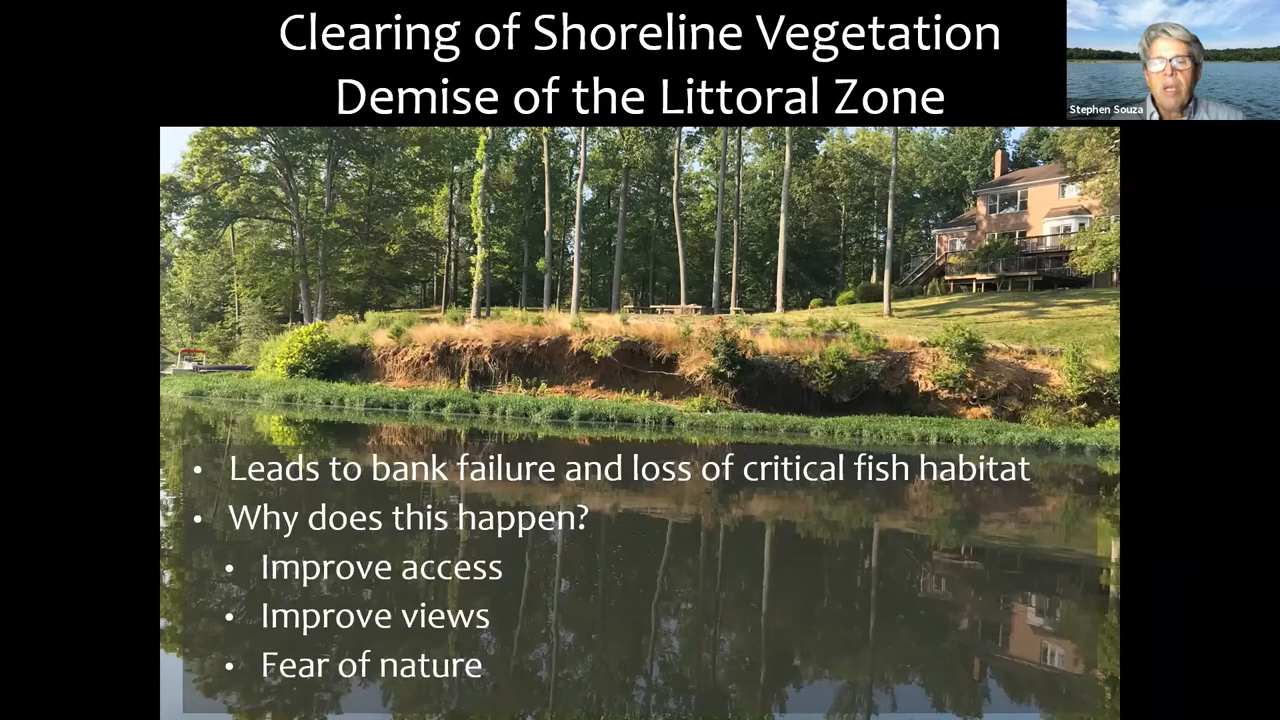 Clearing of Shoreline Vegetation
Demise of the Littoral Zone
Stephen Souza
• Leads to bank failure and loss of critical fish habitat
• Why does this happen?
• Improve access
• Improve views
• Fear of nature